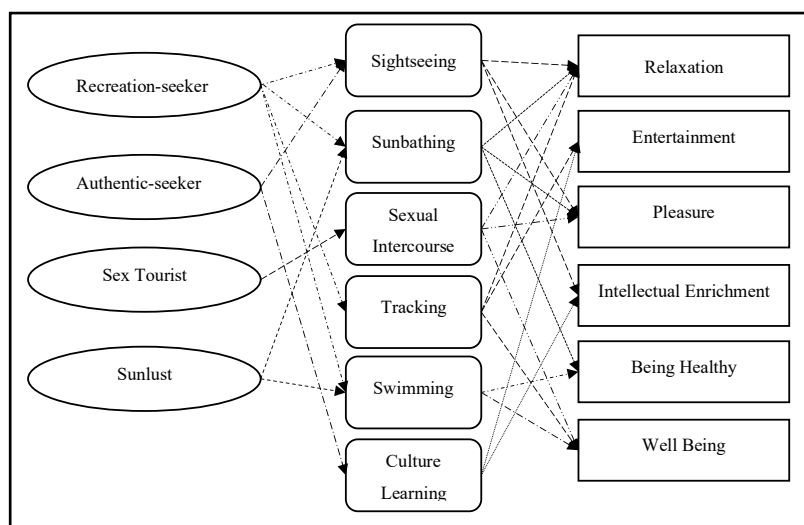 Recreation-seeker
Authentic-seeker
Sex Tourist
Sunlust
Sightseeing
Sunbathing
Sexual
Intercourse
Tracking
Swimming
Culture
Learning
Relaxation
Entertainment
Pleasure
Intellectual Enrichment
Being Healthy
Well Being